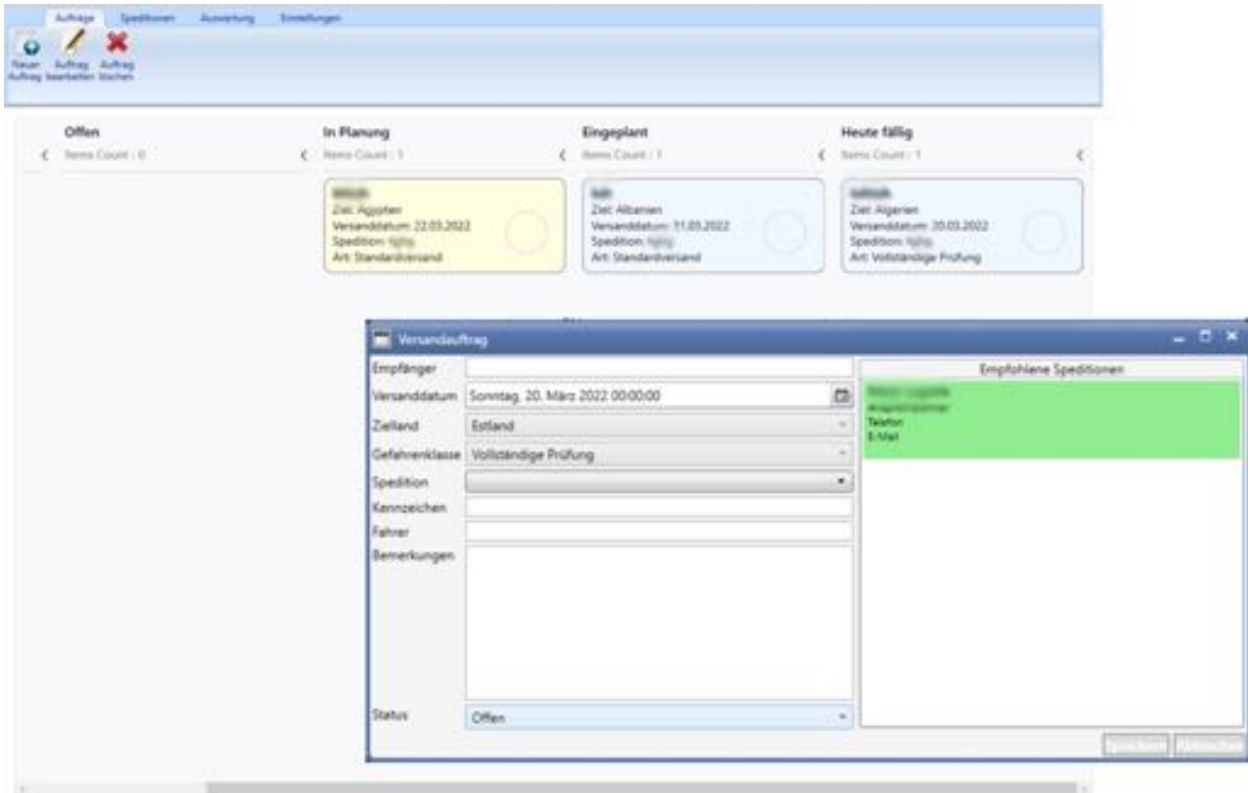 Aufträge Speditionen Auswertung Einstellungen
Neuer Auftrag Auftrag
Auftrag bearbeiten löschen
Offen In Planung Eingeplant Heute fällig
Items Count : 0 Items Count : 1 Items Count : 1 Items Count : 1
Ziel: Ägypten Ziel: Albanien Ziel: Algerien
Versanddatum: 22.03.2022 Versanddatum: 11.03.2022 Versanddatum: 20.03.2022
Spedition: Spedition: Spedition:
Art: Standardversand Art: Standardversand Art: Vollständige Prüfung
Versandauftrag
Empfänger Empfohlene Speditionen
Versanddatum Sonntag, 20. März 2022 00:00:00
Ansprechpartner
Zielland Estland Telefon
E-Mail
Gefahrenklasse Vollständige Prüfung
Spedition
Kennzeichen
Fahrer
Bemerkungen
Status Offen
Speichern Abbrechen